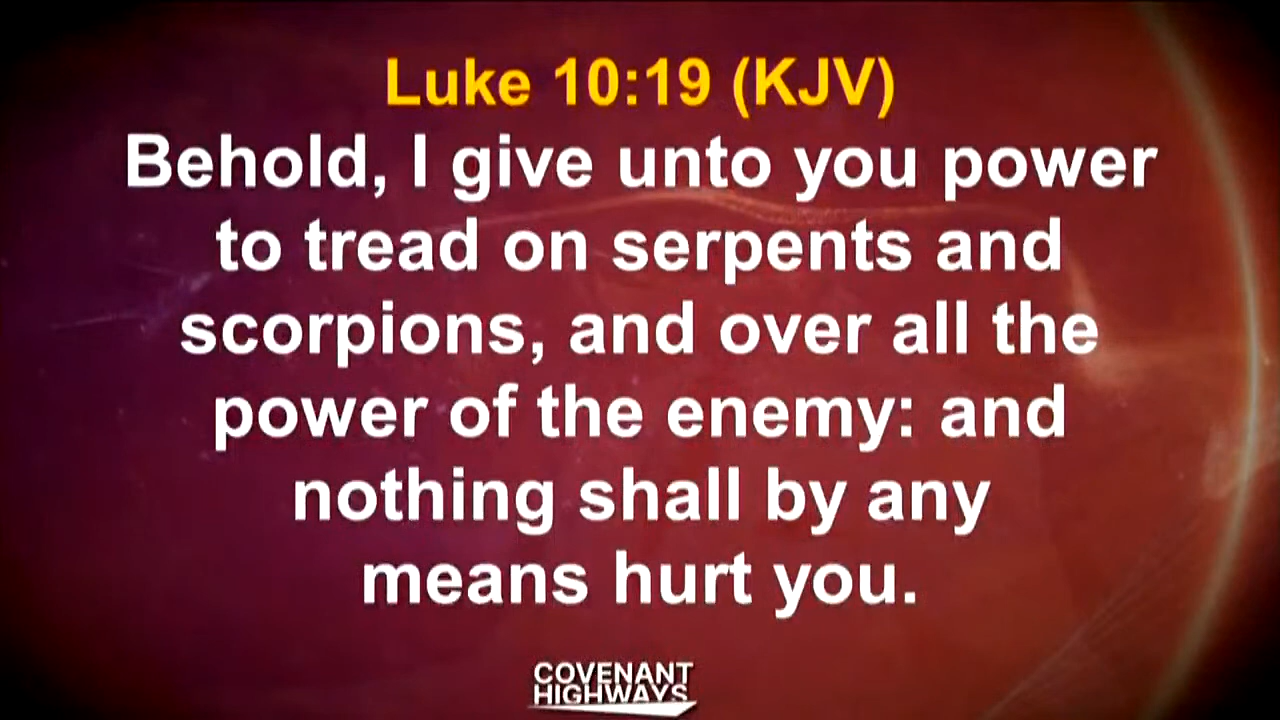 Luke 10:19 (KJV)
Behold, I give unto you power
to tread on serpents and
scorpions, and over all the
power of the enemy: and
nothing shall by any
means hurt you.
COVENANT
HIGHWAYS